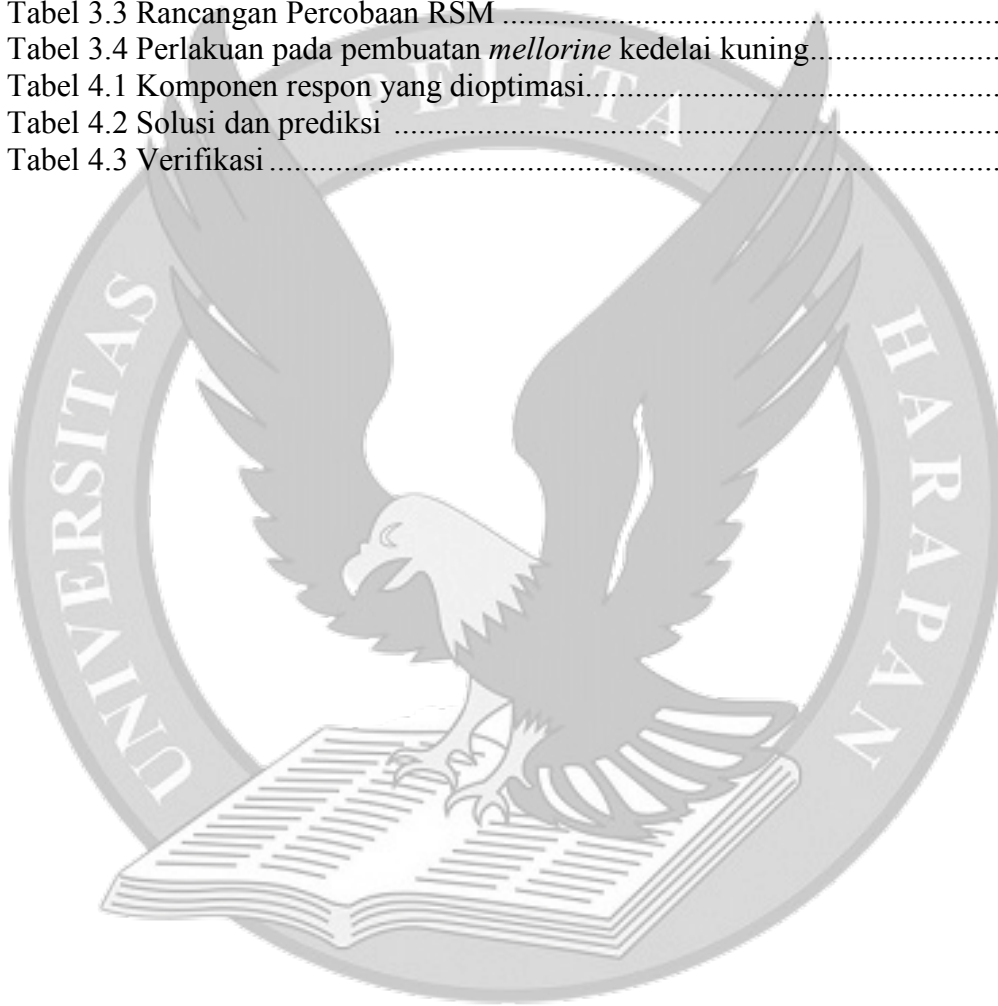 Tabel 3.3 Rancangan Percobaan RSM ..........................................................
Tabel 3.4 Perlakuan pada pembuatan mellorine kedelai kuning........................
Tabel 4.1 Komponen respon yang dioptimasi..................................................
Tabel 4.2 Solusi dan prediksi ........................................................................
Tabel 4.3 Verifikasi ........................................................................................
UNIVERSITAS PELITA HARAPAN